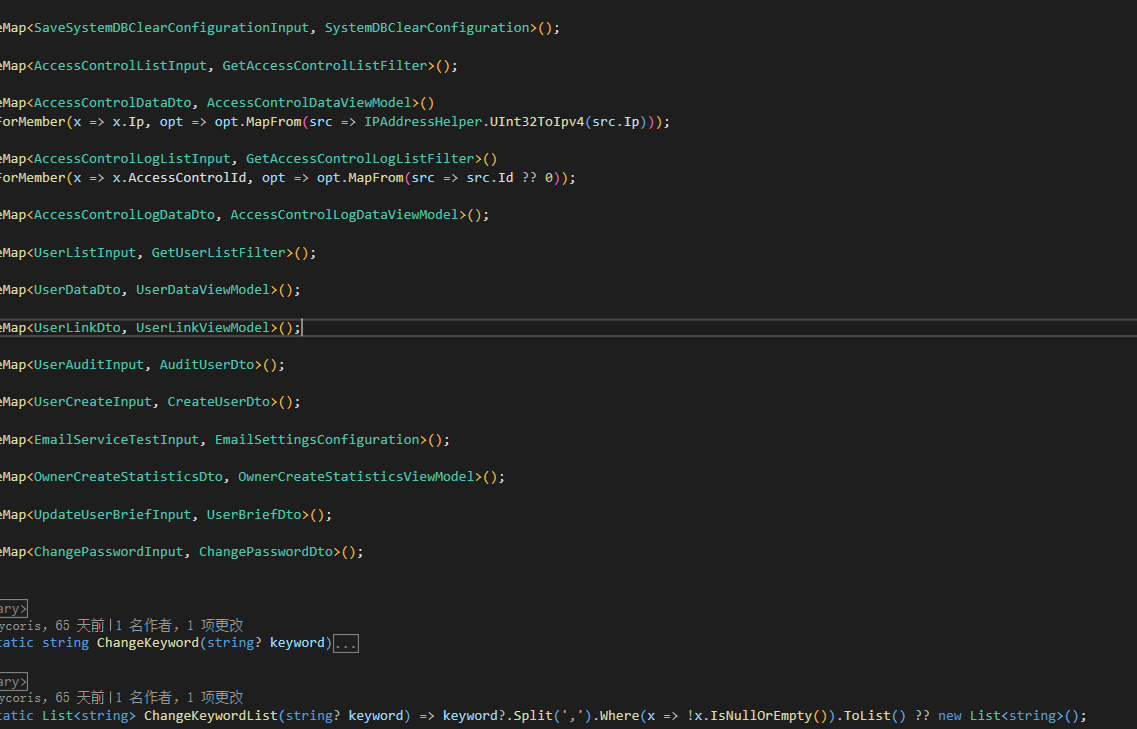 eMap<SaveSystemDBClearConfigurationInput, SystemDBClearConfiguration>();
eMap<AccessControlListInput, GetAccessControlListFilter>();
eMap<AccessControlDataDto, AccessControlDataViewModel>()
ForMember(x => x.Ip, opt => opt.MapFrom(src => IPAddressHelper.UInt32ToIpv4(src.Ip)));
eMap<AccessControlLogListInput, GetAccessControlLogListFilter>()
ForMember(x => x.AccessControlId, opt => opt.MapFrom(src => src.Id ?? 0));
eMap<AccessControlLogDataDto, AccessControlLogDataViewModel>();
eMap<UserListInput, GetUserListFilter>();
eMap<UserDataDto, UserDataViewModel>();
eMap<UserLinkDto, UserLinkViewModel>();
eMap<UserAuditInput, AuditUserDto>();
eMap<UserCreateInput, CreateUserDto>();
eMap<EmailServiceTestInput, EmailSettingsConfiguration>();
eMap<OwnerCreateStatisticsDto, OwnerCreateStatisticsViewModel>();
eMap<UpdateUserBriefInput, UserBriefDto>();
eMap<ChangePasswordInput, ChangePasswordDto>();
ary>
ycoris, 65 天前|1 名作者, 1 项更改
tatic string ChangeKeyword(string? keyword)...
ary>
ycoris, 65 天前|1 名作者, 1 项更改
tatic List<string> ChangeKeywordList(string? keyword) => keyword?.Split(',').Where(x => !x.IsNullOrEmpty()).ToList() ?? new List<string>();